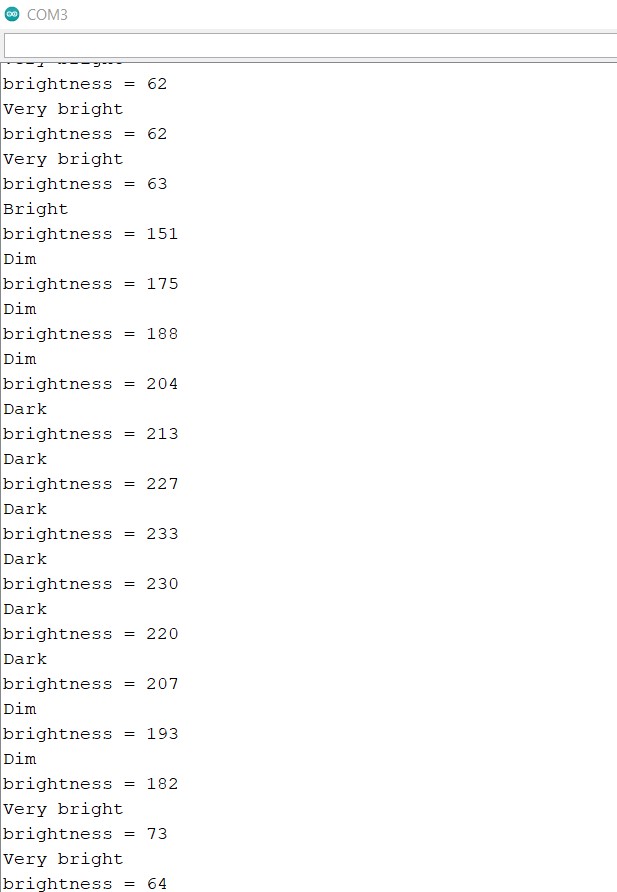 COM3
Very bright
brightness = 62
Very bright
brightness = 62
Very bright
brightness = 63
Bright
brightness = 151
Dim
brightness = 175
Dim
brightness = 188
Dim
brightness = 204
Dark
brightness = 213
Dark
brightness = 227
Dark
brightness = 233
Dark
brightness = 230
Dark
brightness = 220
Dark
brightness = 207
Dim
brightness = 193
Dim
brightness = 182
Very bright
brightness = 73
Very bright
brightness = 64